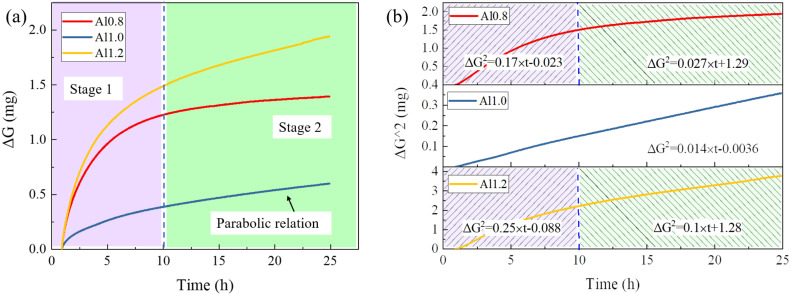 (a)
Al0.8
Al1.0
Al1.2
Stage 1
Stage 2
Parabolic relation
ΔG (mg)
2.0
1.5
1.0
0.5
0.0
0 5 10 15 20 25
Time (h)
(b)
Al0.8
ΔG²=0.17×t-0.023
ΔG²=0.027×t+1.29
2.0
1.5
1.0
0.5
0.4
Al1.0
ΔG²=0.014×t-0.0036
0.3
0.2
0.1
Al1.2
ΔG²=0.25×t-0.088
ΔG²=0.1×t+1.28
4
3
2
1
0
ΔG^2 (mg)
0 5 10 15 20 25
Time (h)